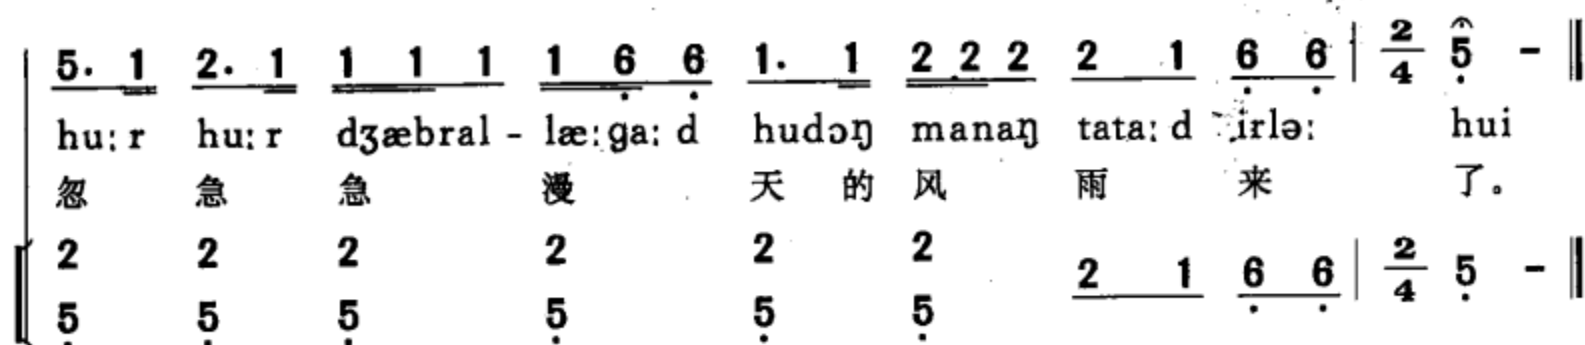 5. 1 2. 1 1 1 1 1 6 6 1. 1 2 2 2 2 1 6 6 2/4 5 -
hu:r hu:r dʒæbral - læ:ga:d hudɔŋ manaŋ tata:d irlə: hui
忽 急 急 漫 天 的 风 雨 来 了。
2 2 2 2 2 2 2 1 6 6 2/4 5 -
5 5 5 5 5 5